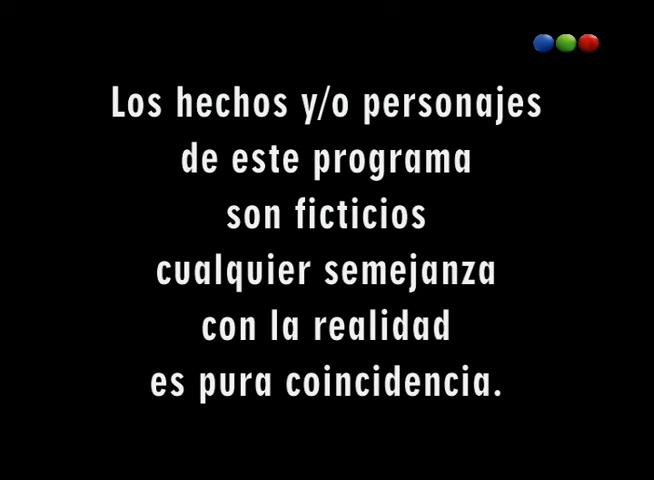 Los hechos y/o personajes
de este programa
son ficticios
cualquier semejanza
con la realidad
es pura coincidencia.